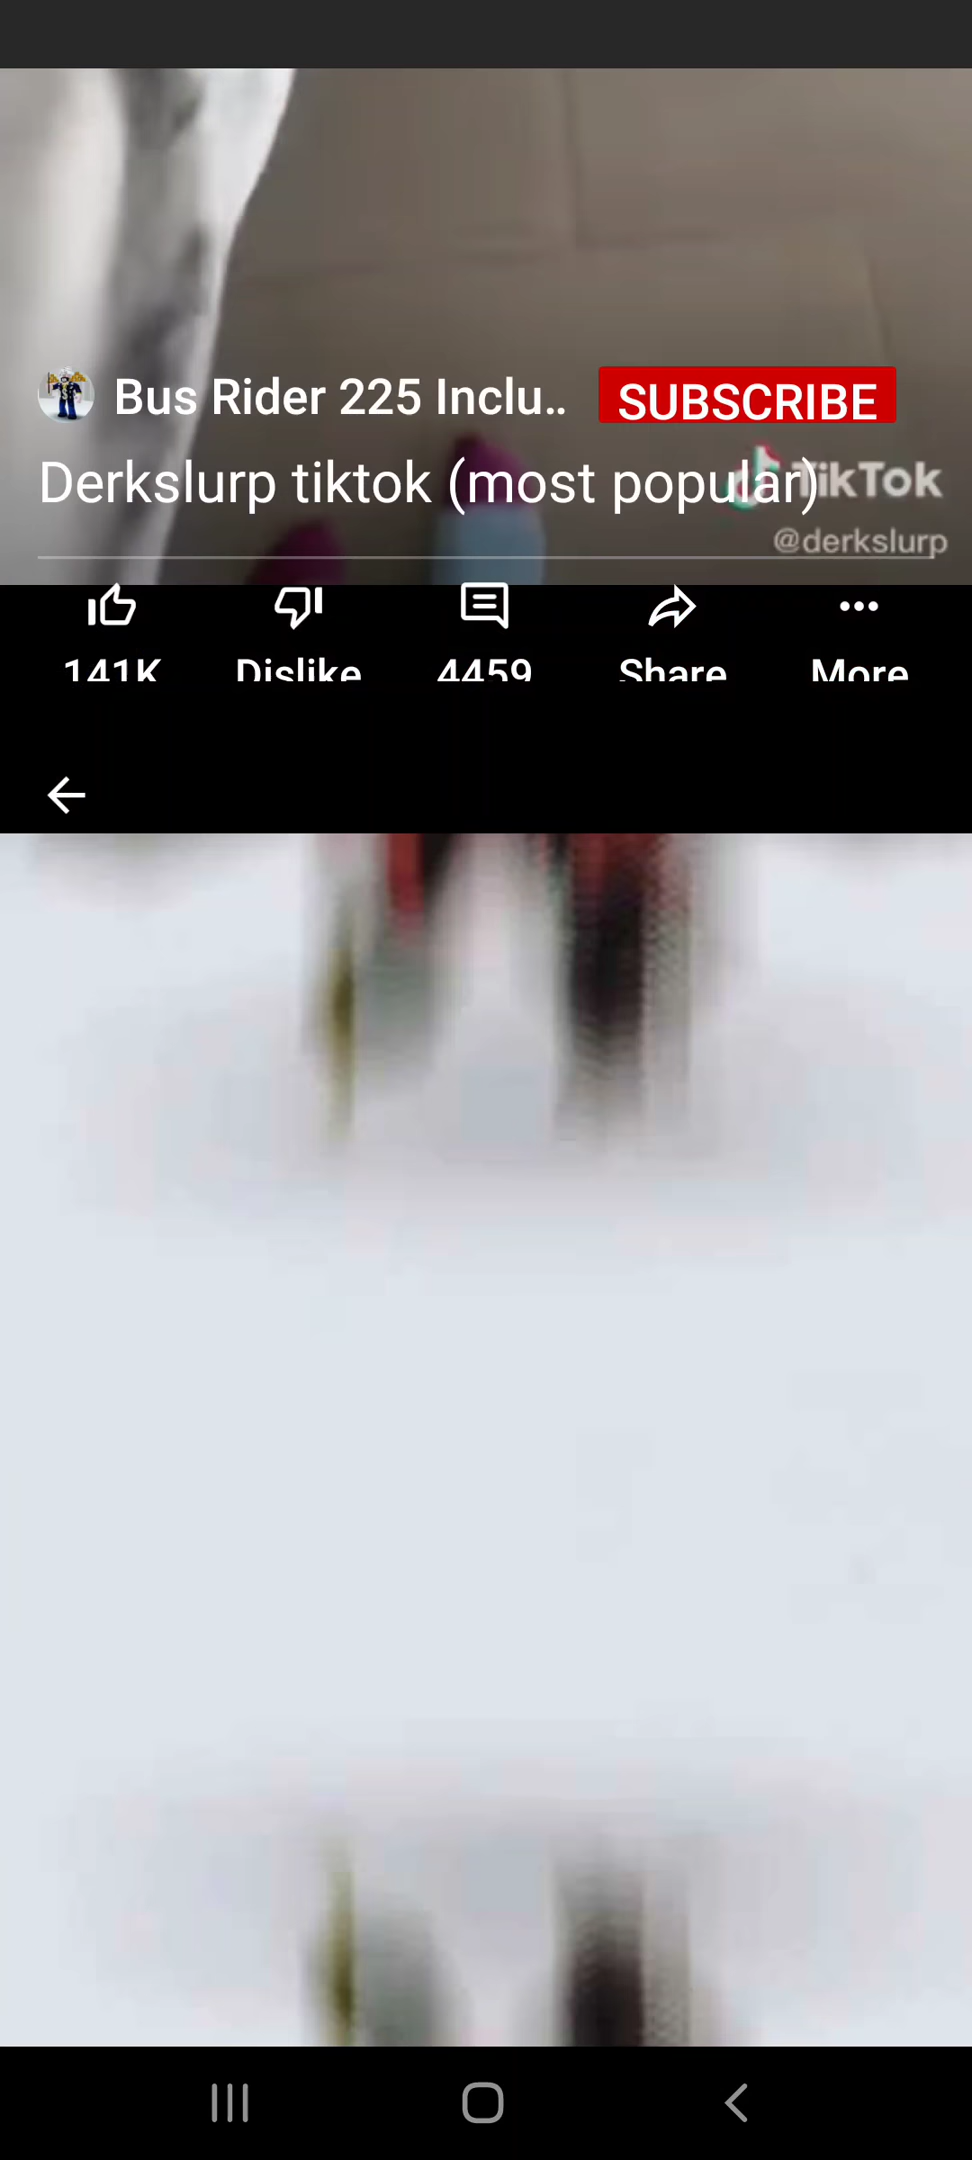 Bus Rider 225 Inclu..
SUBSCRIBE
Derkslurp tiktok (most popular)
TikTok
@derkslurp
141K
Dislike
4459
Share
More